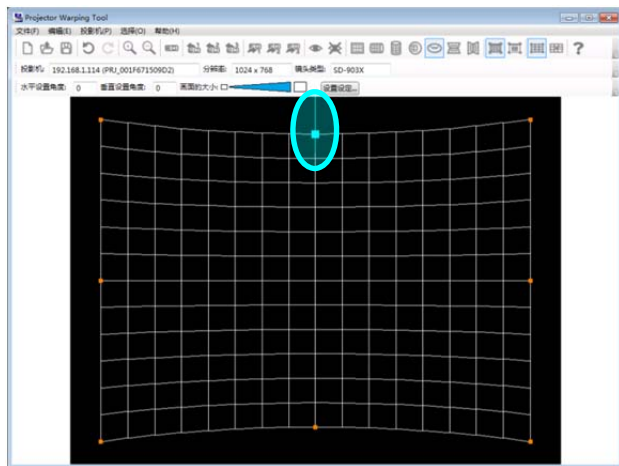 Projector Warping Tool
文件(F) 编辑(E) 投影机(P) 选择(O) 帮助(H)
?
投影机: 192.168.1.114 (PRJ_001F671509D2) 分辨率: 1024 x 768 镜头类型: SD-903X
水平设置角度: 0 垂直设置角度: 0 画面的大小: 设置设定...